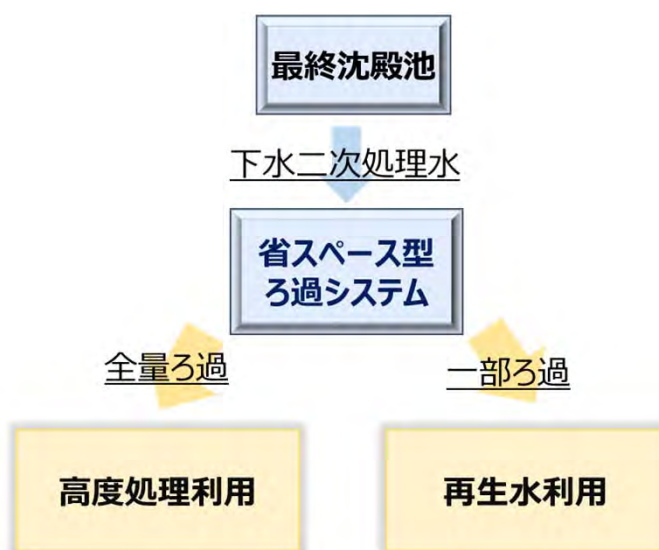 最終沈殿池
下水二次処理水
省スペース型
ろ過システム
全量ろ過
一部ろ過
高度処理利用
再生水利用